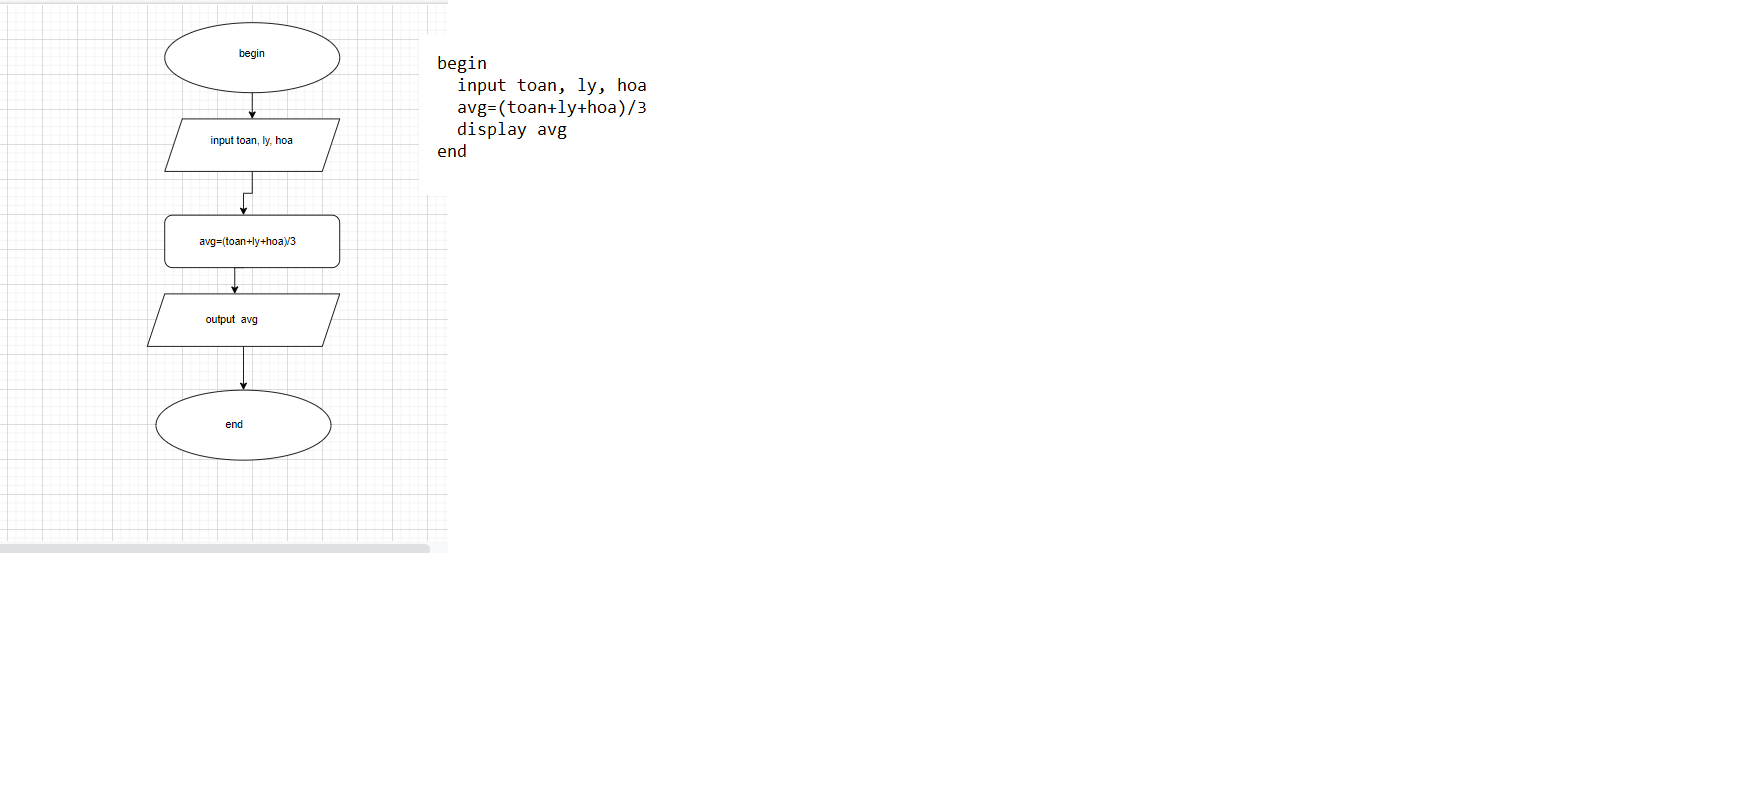 begin
input toan, ly, hoa
avg=(toan+ly+hoa)/3
output avg
end
begin
input toan, ly, hoa
avg=(toan+ly+hoa)/3
display avg
end